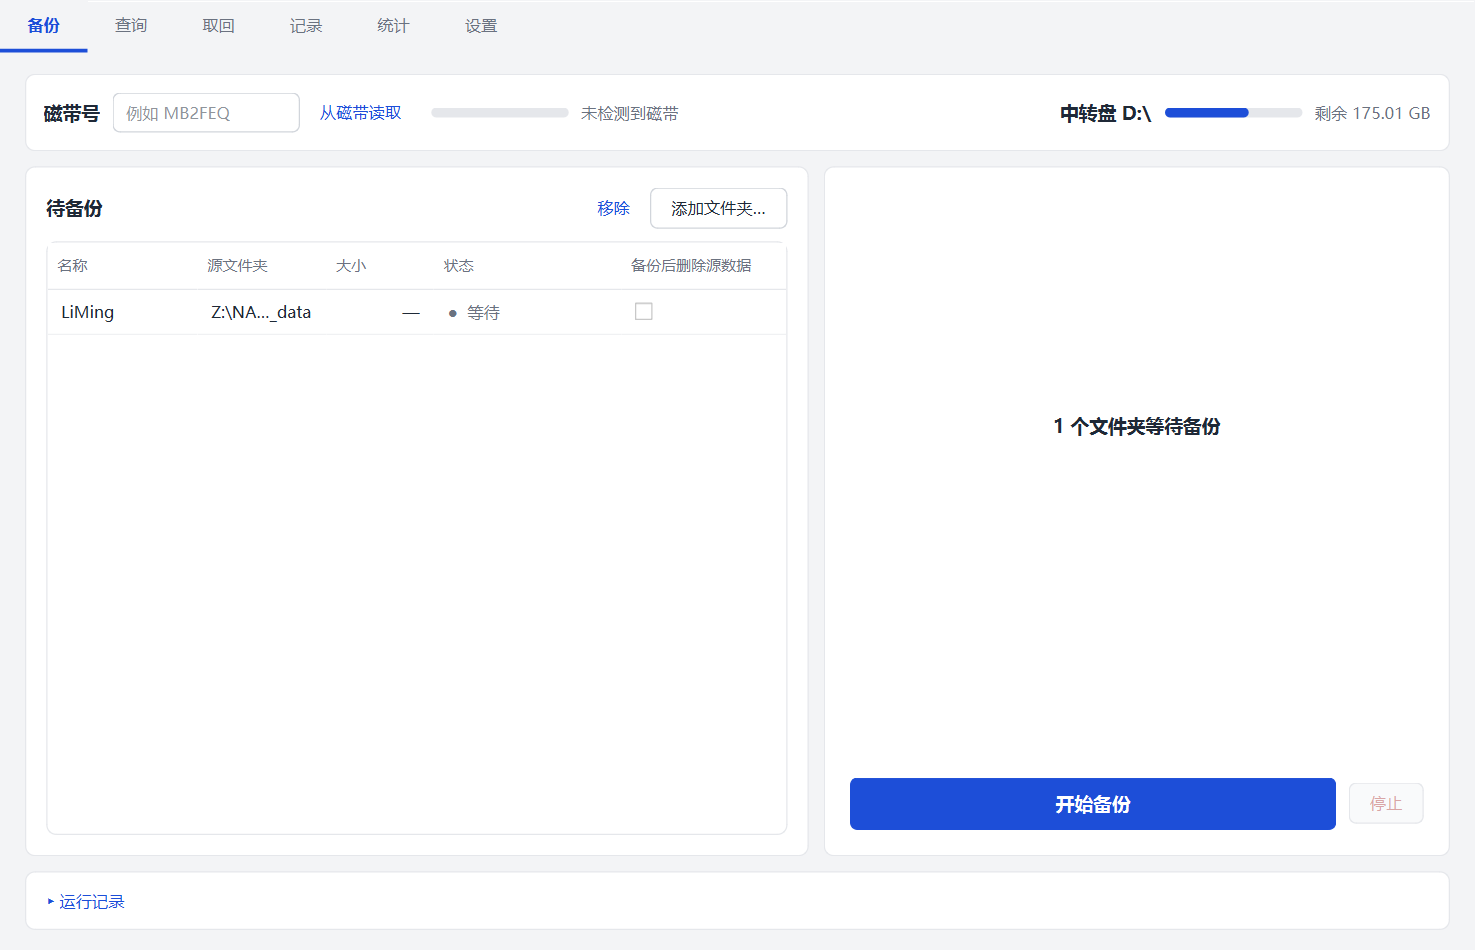 备份 查询 取回 记录 统计 设置
磁带号 例如 MB2FEQ 从磁带读取 未检测到磁带 中转盘 D:\ 剩余 175.01 GB
待备份 移除 添加文件夹...
名称 源文件夹 大小 状态 备份后删除源数据
LiMing Z:\NA..._data — ● 等待
1 个文件夹等待备份
开始备份 停止
▸ 运行记录